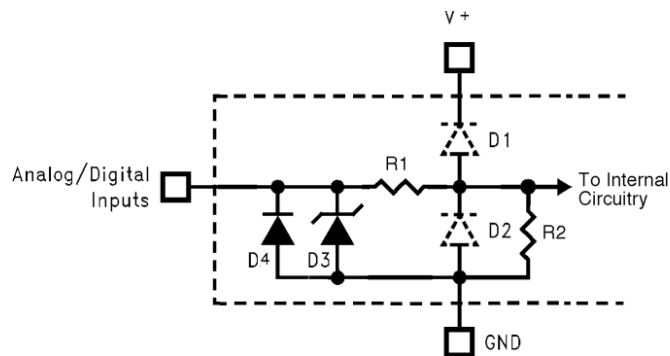 V+
D1
R1
Analog/Digital
Inputs
To Internal
Circuitry
D2
R2
D4
D3
GND